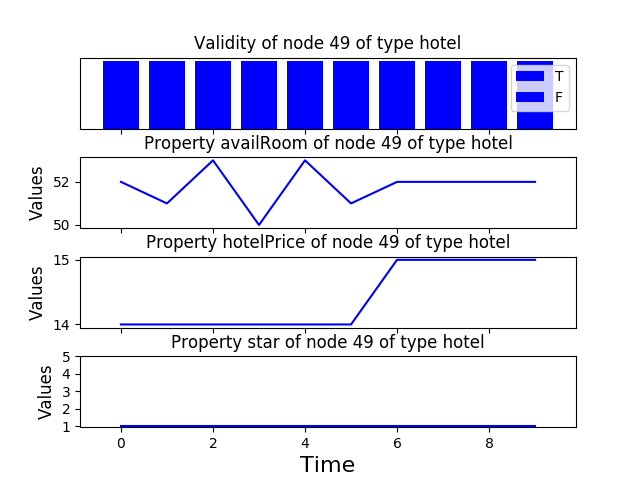 Validity of node 49 of type hotel
T
F
Property availRoom of node 49 of type hotel
Values
52
50
Property hotelPrice of node 49 of type hotel
Values
15
14
Property star of node 49 of type hotel
Values
5
4
3
2
1
0 2 4 6 8
Time